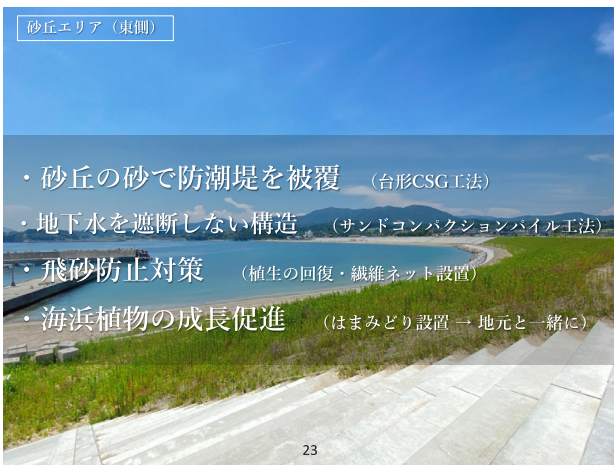 砂丘エリア（東側）
・砂丘の砂で防潮堤を被覆 （台形CSG工法）
・地下水を遮断しない構造 （サンドコンパクションパイル工法）
・飛砂防止対策 （植生の回復・繊維ネット設置）
・海浜植物の成長促進 （はまみどり設置 → 地元と一緒に）
23